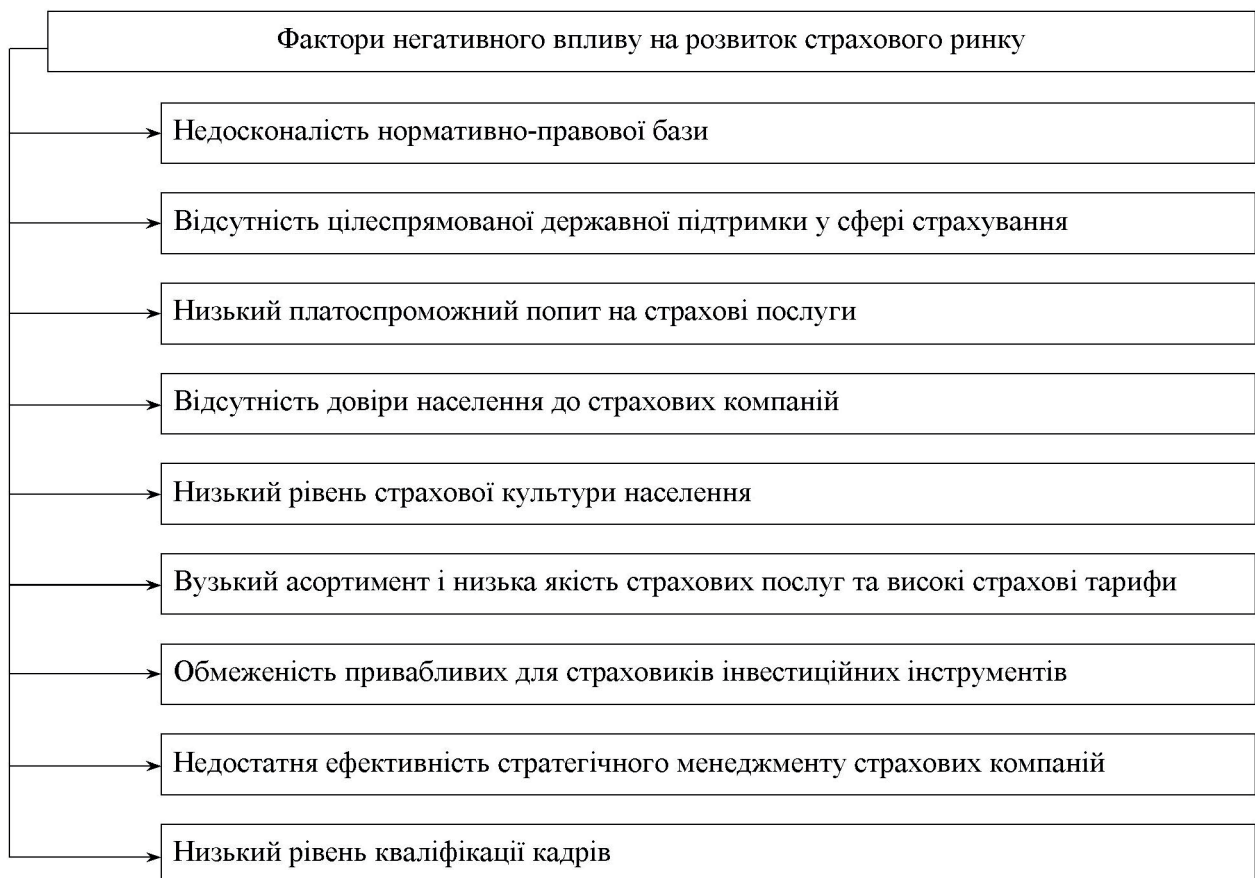 Фактори негативного впливу на розвиток страхового ринку
Недосконалість нормативно-правової бази
Відсутність цілеспрямованої державної підтримки у сфері страхування
Низький платоспроможний попит на страхові послуги
Відсутність довіри населення до страхових компаній
Низький рівень страхової культури населення
Вузький асортимент і низька якість страхових послуг та високі страхові тарифи
Обмеженість привабливих для страховиків інвестиційних інструментів
Недостатня ефективність стратегічного менеджменту страхових компаній
Низький рівень кваліфікації кадрів